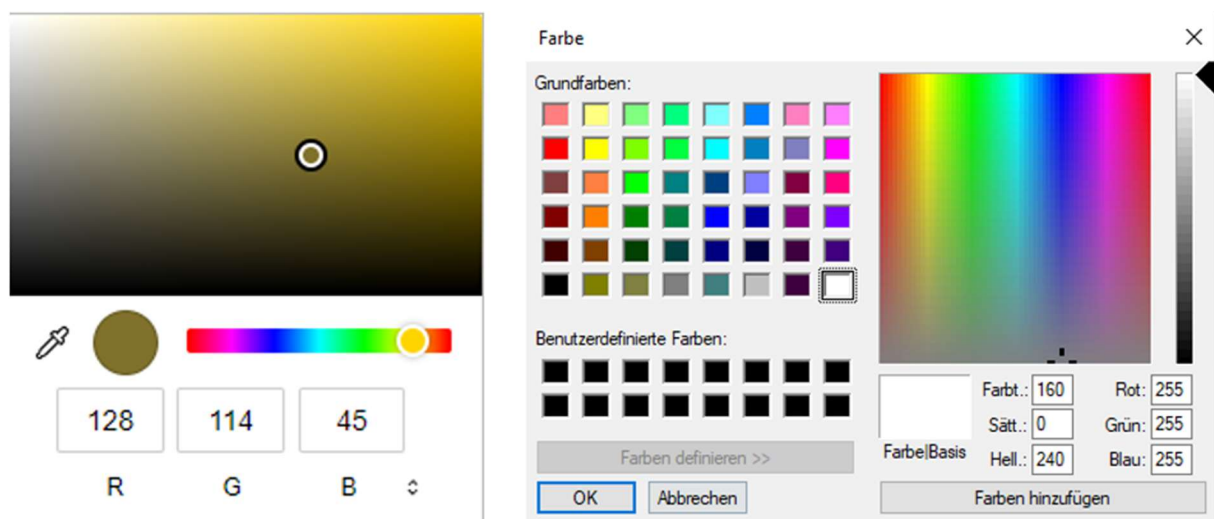 128 114 45
R G B
Farbe
Grundfarben:
Benutzerdefinierte Farben:
Farben definieren >>
OK Abbrechen
Farbe|Basis
Farbt.: 160 Rot: 255
Sätt.: 0 Grün: 255
Hell.: 240 Blau: 255
Farben hinzufügen